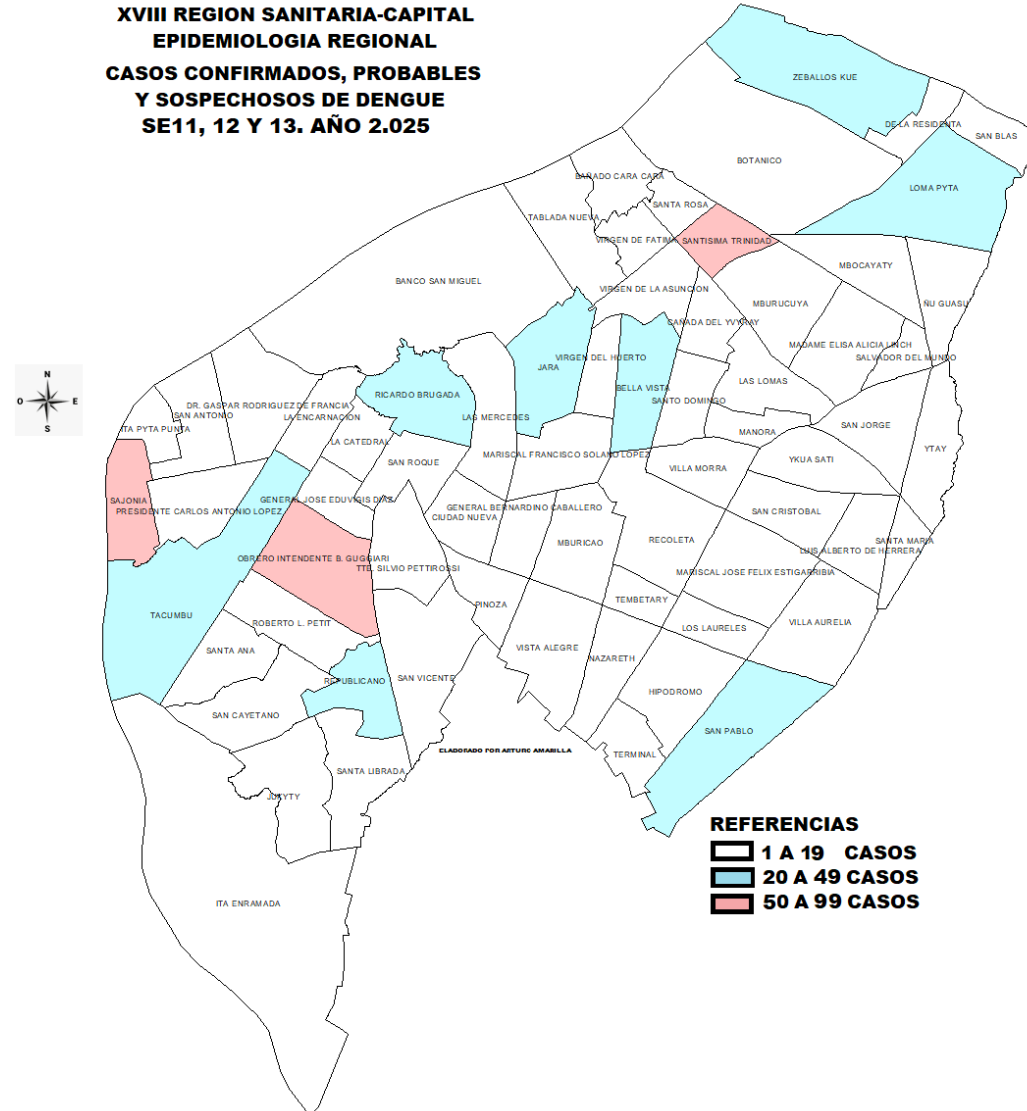 XVIII REGION SANITARIA-CAPITAL
EPIDEMIOLOGIA REGIONAL
CASOS CONFIRMADOS, PROBABLES
Y SOSPECHOSOS DE DENGUE
SE11, 12 Y 13. AÑO 2.025
ZEBALLOS KUE
DE LA RESIDENTA
SAN BLAS
BOTANICO
LOMA PYTA
BAÑADO CARA CARA
SANTA ROSA
TABLADA NUEVA
VIRGEN DE FATIMA
SANTISIMA TRINIDAD
MBOCAYATY
BANCO SAN MIGUEL
VIRGEN DE LA ASUNCION
MBURUCUYA
ÑU GUASU
CAÑADA DEL YVYRAY
MADAME ELISA ALICIA LINCH
VIRGEN DEL HUERTO
SALVADOR DEL MUNDO
JARA
N
O
E
S
LAS LOMAS
BELLA VISTA
RICARDO BRUGADA
SANTO DOMINGO
DR. GASPAR RODRIGUEZ DE FRANCIA
SAN ANTONIO
LA ENCARNACION
LAS MERCEDES
ITA PYTA PUNTA
SAN JORGE
MANORA
LA CATEDRAL
YTAY
MARISCAL FRANCISCO SOLANO LOPEZ
SAN ROQUE
YKUA SATI
VILLA MORRA
SAJONIA
GENERAL JOSE EDUVIGIS DIAZ
PRESIDENTE CARLOS ANTONIO LOPEZ
GENERAL BERNARDINO CABALLERO
CIUDAD NUEVA
SAN CRISTOBAL
RECOLETA
SANTA MARIA
MBURICAO
LUIS ALBERTO DE HERRERA
OBRERO INTENDENTE B. GUGGIARI
TTE. SILVIO PETTIROSSI
MARISCAL JOSE FELIX ESTIGARRIBIA
TEMBETARY
PINOZA
TACUMBU
ROBERTO L. PETIT
VILLA AURELIA
LOS LAURELES
SANTA ANA
VISTA ALEGRE
NAZARETH
REPUBLICANO
SAN VICENTE
HIPODROMO
SAN CAYETANO
SAN PABLO
ELABORADO POR ARTURO AMARILLA
TERMINAL
SANTA LIBRADA
JUKYTY
ITA ENRAMADA
REFERENCIAS
1 A 19 CASOS
20 A 49 CASOS
50 A 99 CASOS